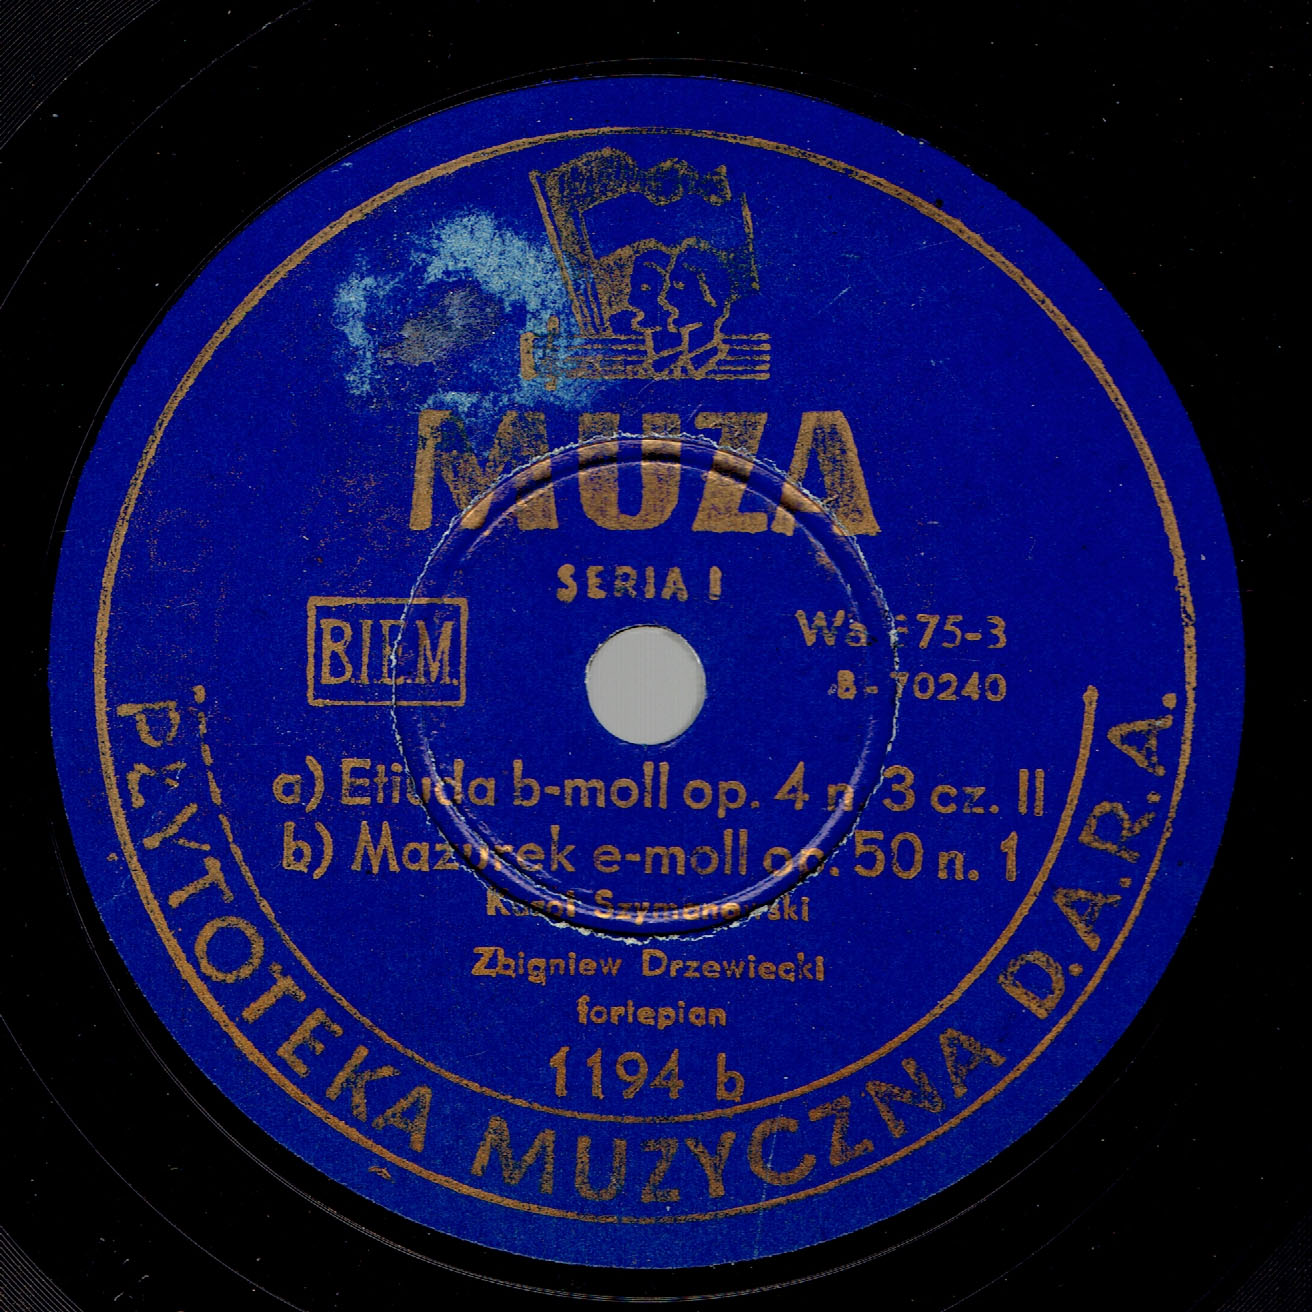 MUZA
SERIA I
B.I.E.M.
Wa 75-3
8-70240
a) Etiuda b-moll op. 4 n. 3 cz. II
b) Mazurek e-moll op. 50 n. 1
Karol Szymanowski
Zbigniew Drzewiecki
fortepian
1194 b
PŁYTOTEKA MUZYCZNA D.A.R.A.